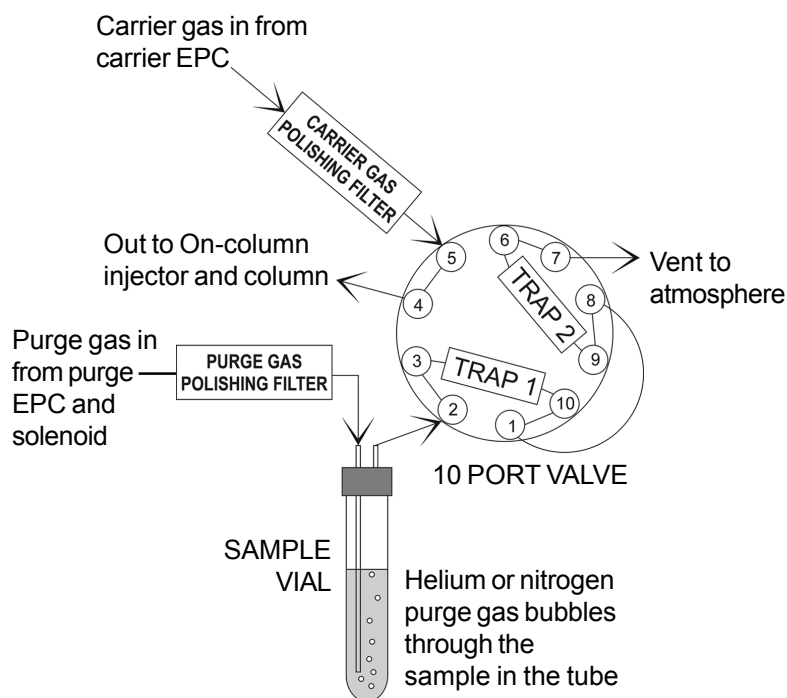 Carrier gas in from
carrier EPC
CARRIER GAS
POLISHING FILTER
Out to On-column
injector and column
Vent to
atmosphere
5
6
7
4
8
TRAP 2
9
3
TRAP 1
10
2
1
Purge gas in
from purge
EPC and
solenoid
PURGE GAS
POLISHING FILTER
10 PORT VALVE
SAMPLE
VIAL
Helium or nitrogen
purge gas bubbles
through the
sample in the tube